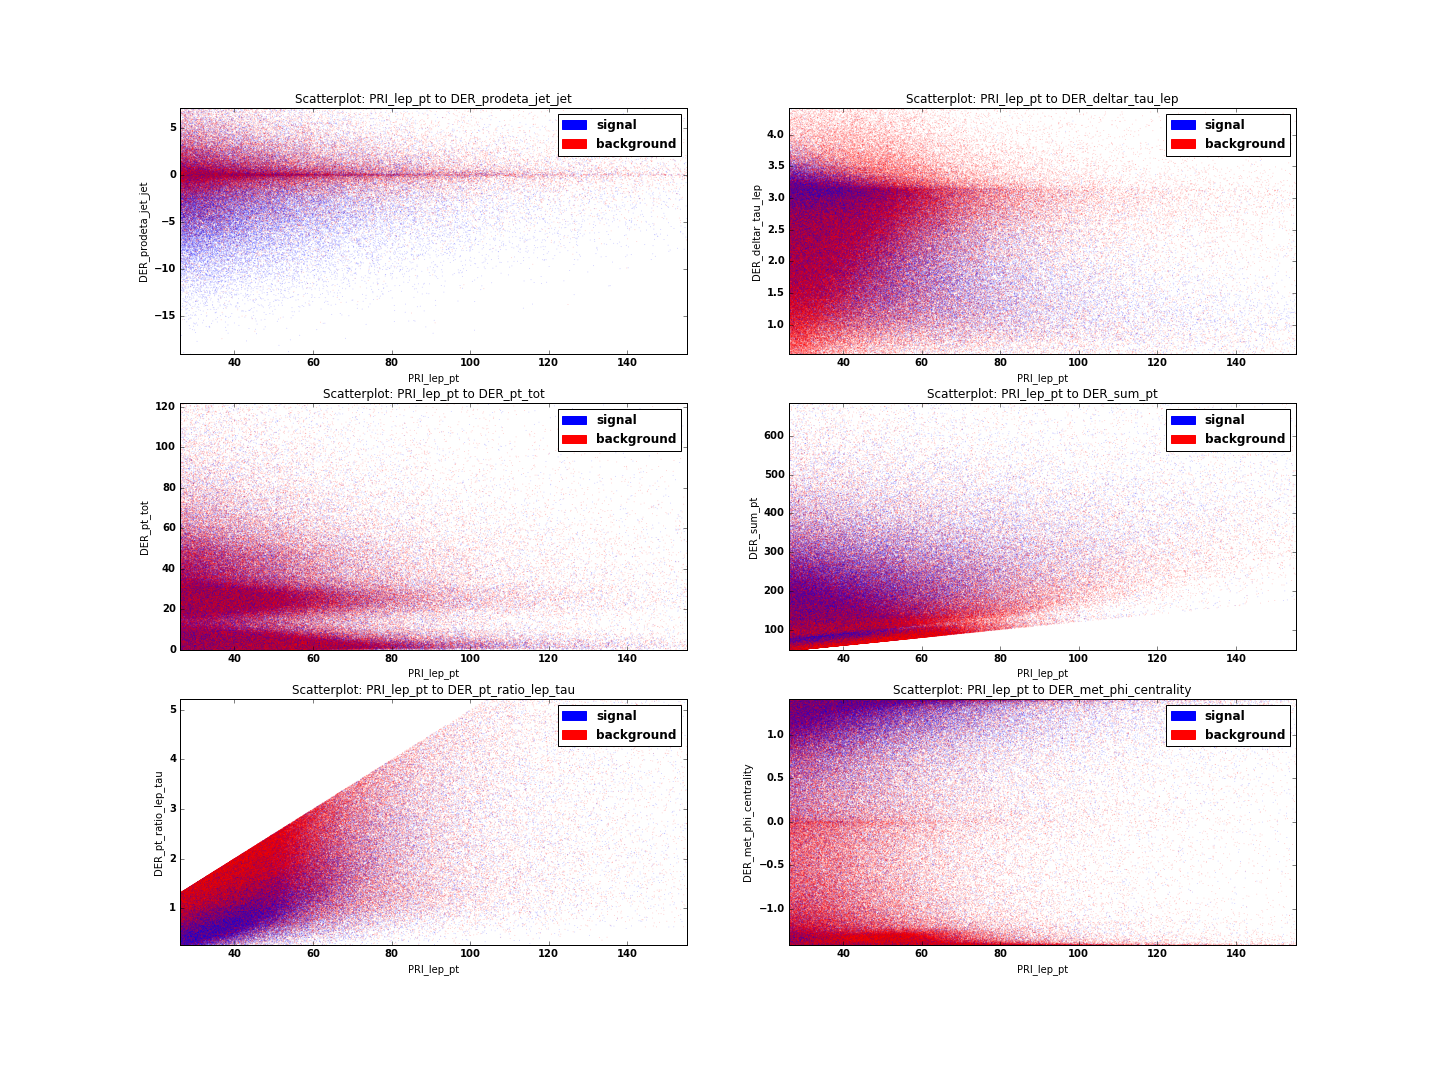 Scatterplot: PRI_lep_pt to DER_prodeta_jet_jet
signal
background
DER_prodeta_jet_jet
5
0
−5
−10
−15
40 60 80 100 120 140
PRI_lep_pt
Scatterplot: PRI_lep_pt to DER_deltar_tau_lep
signal
background
DER_deltar_tau_lep
4.0
3.5
3.0
2.5
2.0
1.5
1.0
40 60 80 100 120 140
PRI_lep_pt
Scatterplot: PRI_lep_pt to DER_pt_tot
signal
background
DER_pt_tot
120
100
80
60
40
20
0
40 60 80 100 120 140
PRI_lep_pt
Scatterplot: PRI_lep_pt to DER_sum_pt
signal
background
DER_sum_pt
600
500
400
300
200
100
40 60 80 100 120 140
PRI_lep_pt
Scatterplot: PRI_lep_pt to DER_pt_ratio_lep_tau
signal
background
DER_pt_ratio_lep_tau
5
4
3
2
1
40 60 80 100 120 140
PRI_lep_pt
Scatterplot: PRI_lep_pt to DER_met_phi_centrality
signal
background
DER_met_phi_centrality
1.0
0.5
0.0
−0.5
−1.0
40 60 80 100 120 140
PRI_lep_pt